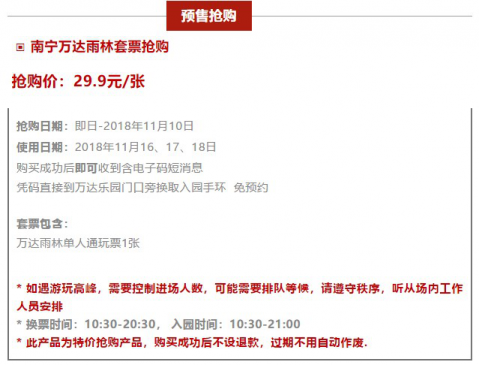 预售抢购
南宁万达雨林套票抢购
抢购价：29.9元/张
抢购日期：即日-2018年11月10日
使用日期：2018年11月16、17、18日
购买成功后即可收到含电子码短消息
凭码直接到万达乐园门口旁换取入园手环 免预约
套票包含：
万达雨林单人通玩票1张
* 如遇游玩高峰，需要控制进场人数，可能需要排队等候，请遵守秩序，听从场内工作
人员安排
* 换票时间：10:30-20:30， 入园时间：10:30-21:00
* 此产品为特价抢购产品，购买成功后不设退款，过期不用自动作废.